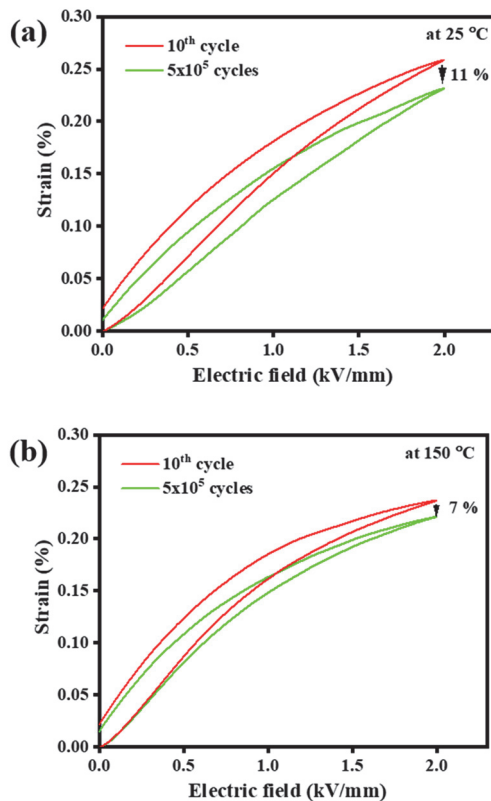 (a)
at 25 °C
10th cycle
5x10⁵ cycles
11 %
0.30
0.25
0.20
0.15
0.10
0.05
0.00
Strain (%)
0.0 0.5 1.0 1.5 2.0
Electric field (kV/mm)
(b)
at 150 °C
10th cycle
5x10⁵ cycles
7 %
0.30
0.25
0.20
0.15
0.10
0.05
0.00
Strain (%)
0.0 0.5 1.0 1.5 2.0
Electric field (kV/mm)